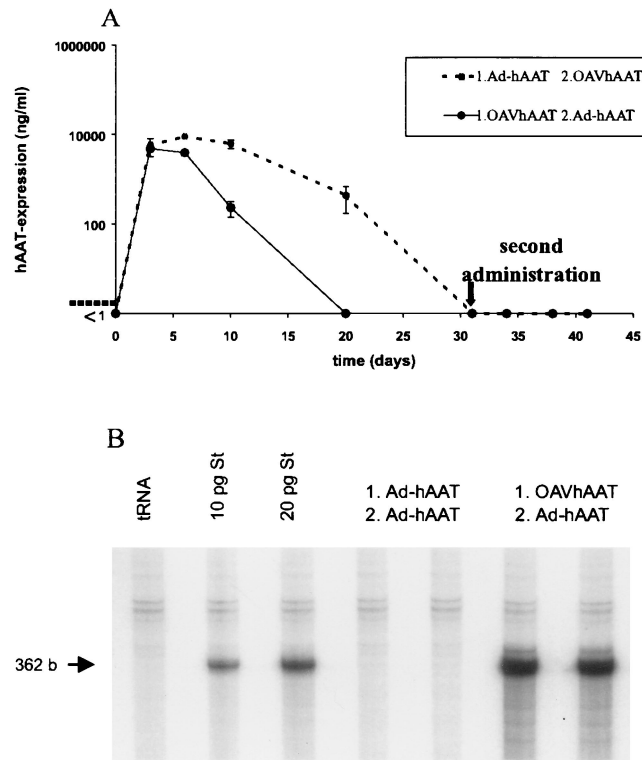 A
1000000
10000
100
<1
hAAT-expression (ng/ml)
1.Ad-hAAT 2.OAVhAAT
1.OAVhAAT 2.Ad-hAAT
second
administration
0 5 10 15 20 25 30 35 40 45
time (days)
B
tRNA
10 pg St
20 pg St
1. Ad-hAAT
2. Ad-hAAT
1. OAVhAAT
2. Ad-hAAT
362 b